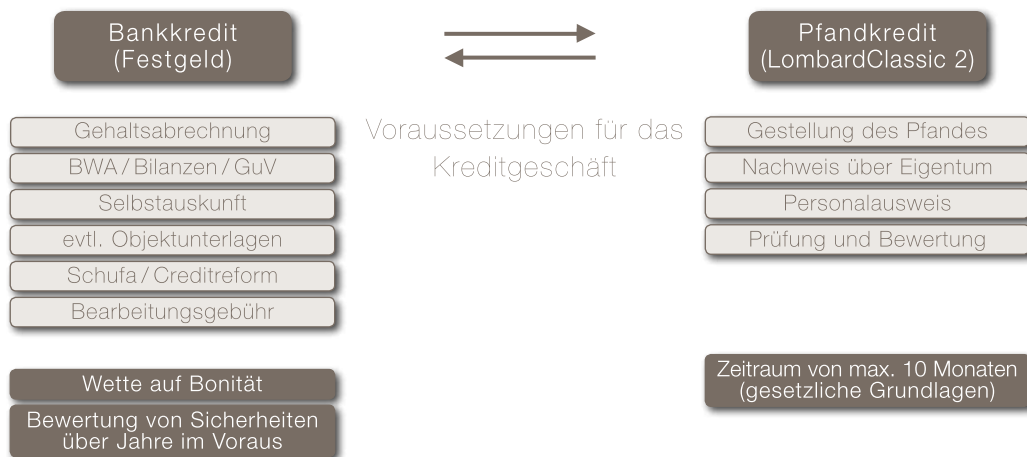 Bankkredit
(Festgeld)
Gehaltsabrechnung
BWA / Bilanzen / GuV
Selbstauskunft
evtl. Objektunterlagen
Schufa / Creditreform
Bearbeitungsgebühr
Wette auf Bonität
Bewertung von Sicherheiten
über Jahre im Voraus
Voraussetzungen für das
Kreditgeschäft
Pfandkredit
(LombardClassic 2)
Gestellung des Pfandes
Nachweis über Eigentum
Personalausweis
Prüfung und Bewertung
Zeitraum von max. 10 Monaten
(gesetzliche Grundlagen)